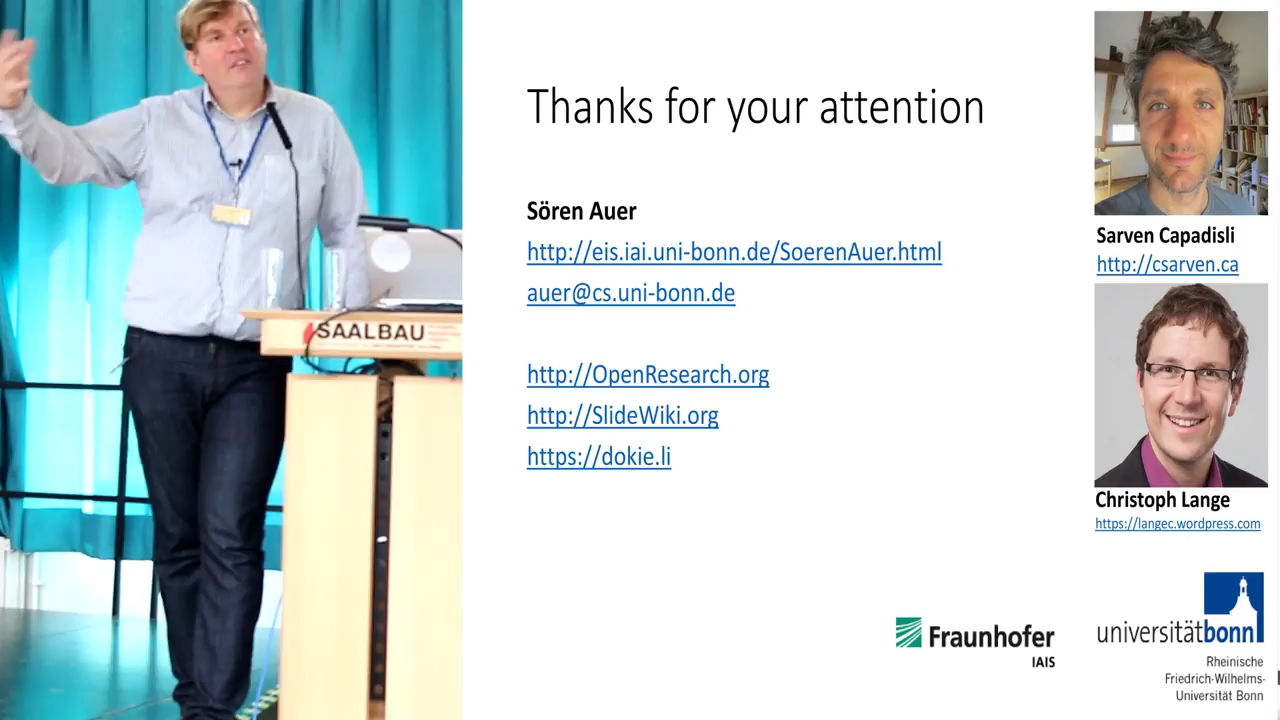 Thanks for your attention
Sören Auer
http://eis.iai.uni-bonn.de/SoerenAuer.html
auer@cs.uni-bonn.de
http://OpenResearch.org
http://SlideWiki.org
https://dokie.li
Sarven Capadisli
http://csarven.ca
Christoph Lange
https://langec.wordpress.com
Fraunhofer
IAIS
universitätbonn
Rheinische
Friedrich-Wilhelms-
Universität Bonn
SAALBAU